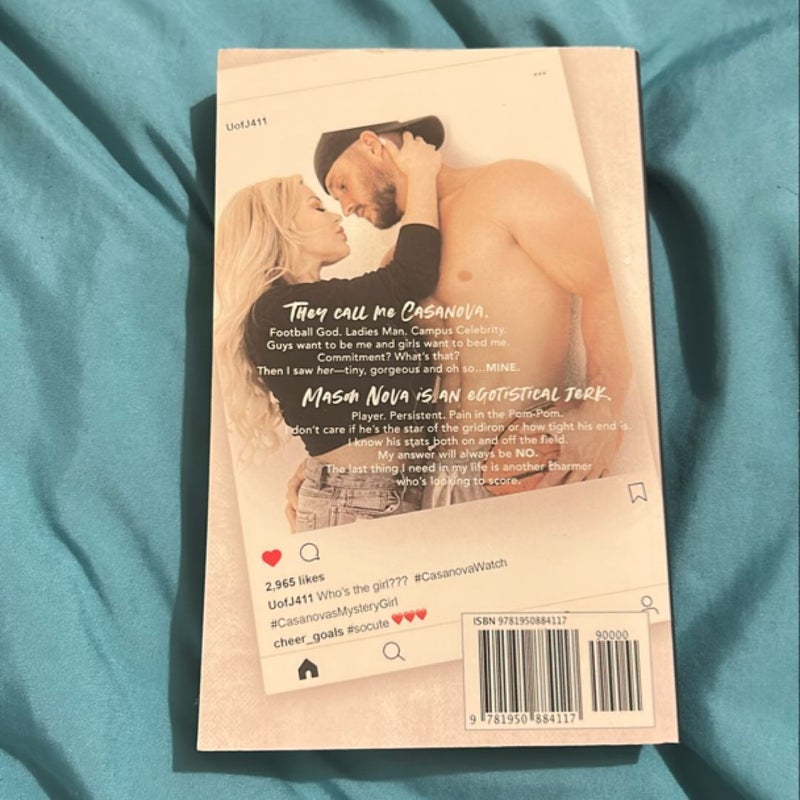 UofJ411
They call me Casanova.
Football God. Ladies Man. Campus Celebrity.
Guys want to be me and girls want to bed me.
Commitment? What's that?
Then I saw her—tiny, gorgeous and oh so...MINE.
Mason Nova is an egotistical jerk.
Player. Persistent. Pain in the Pom-Pom.
I don't care if he's the star of the gridiron or how tight his end is.
I know his stats both on and off the field.
My answer will always be NO.
The last thing I need in my life is another charmer
who's looking to score.
2,965 likes
UofJ411 Who's the girl??? #CasanovaWatch
#CasanovasMysteryGirl
cheer_goals #socute ❤❤❤
ISBN 9781950884117
90000
9 781950 884117